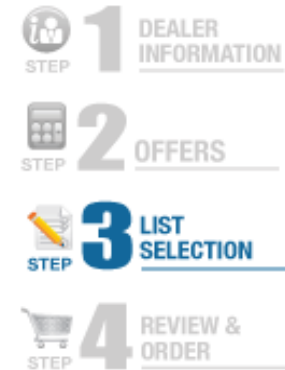 STEP 1 DEALER
INFORMATION
STEP 2 OFFERS
STEP 3 LIST
SELECTION
STEP 4 REVIEW &
ORDER